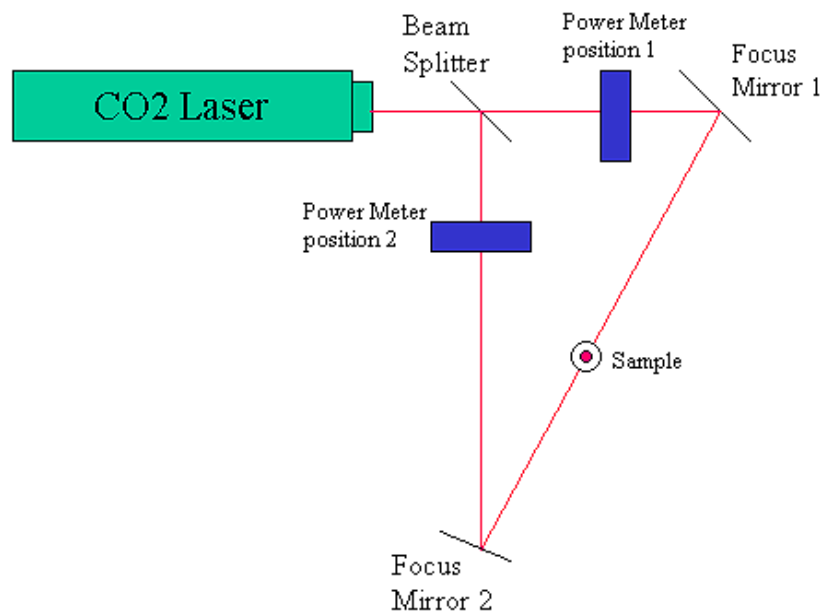 Beam
Splitter
Power Meter
position 1
Focus
Mirror 1
CO2 Laser
Power Meter
position 2
Sample
Focus
Mirror 2